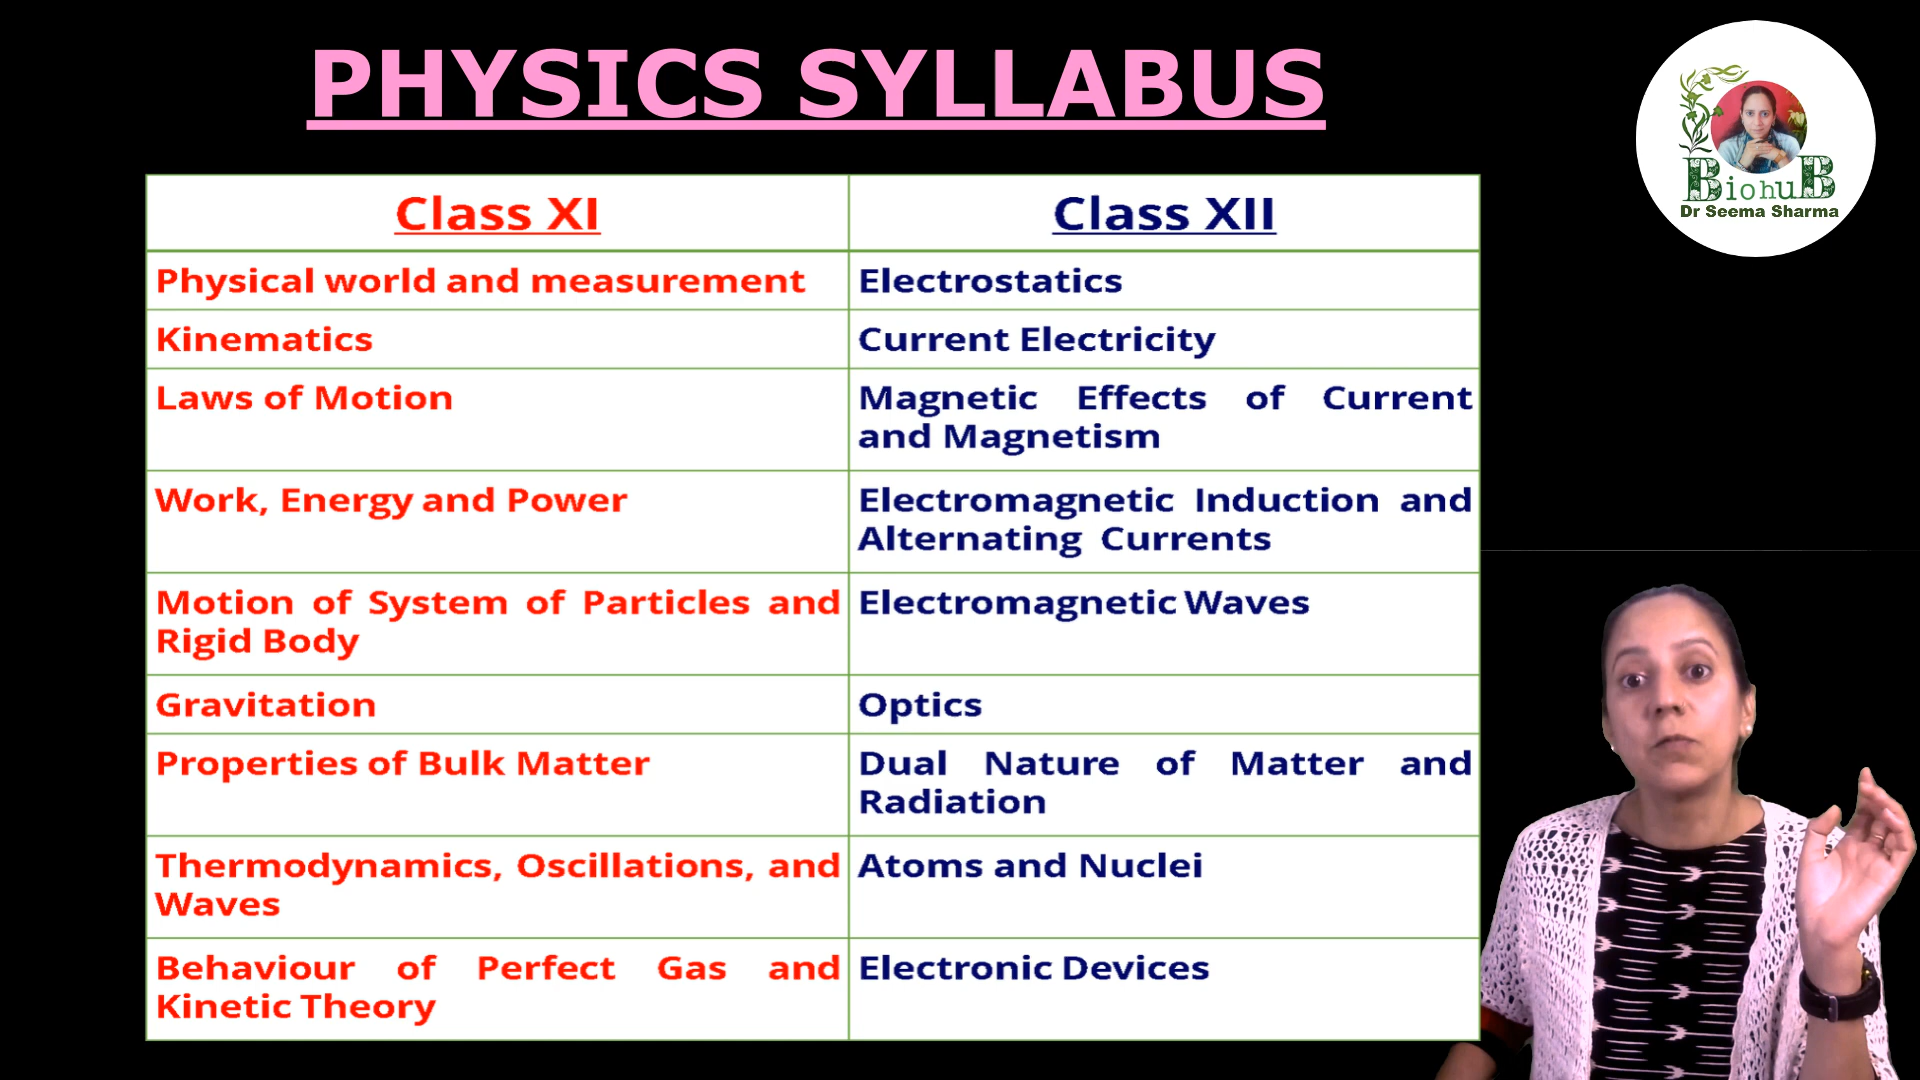 PHYSICS SYLLABUS
BiohuB
Dr Seema Sharma
Class XI
Class XII
Physical world and measurement
Electrostatics
Kinematics
Current Electricity
Laws of Motion
Magnetic Effects of Current
and Magnetism
Work, Energy and Power
Electromagnetic Induction and
Alternating Currents
Motion of System of Particles and
Rigid Body
Electromagnetic Waves
Gravitation
Optics
Properties of Bulk Matter
Dual Nature of Matter and
Radiation
Thermodynamics, Oscillations, and
Waves
Atoms and Nuclei
Behaviour of Perfect Gas and
Kinetic Theory
Electronic Devices